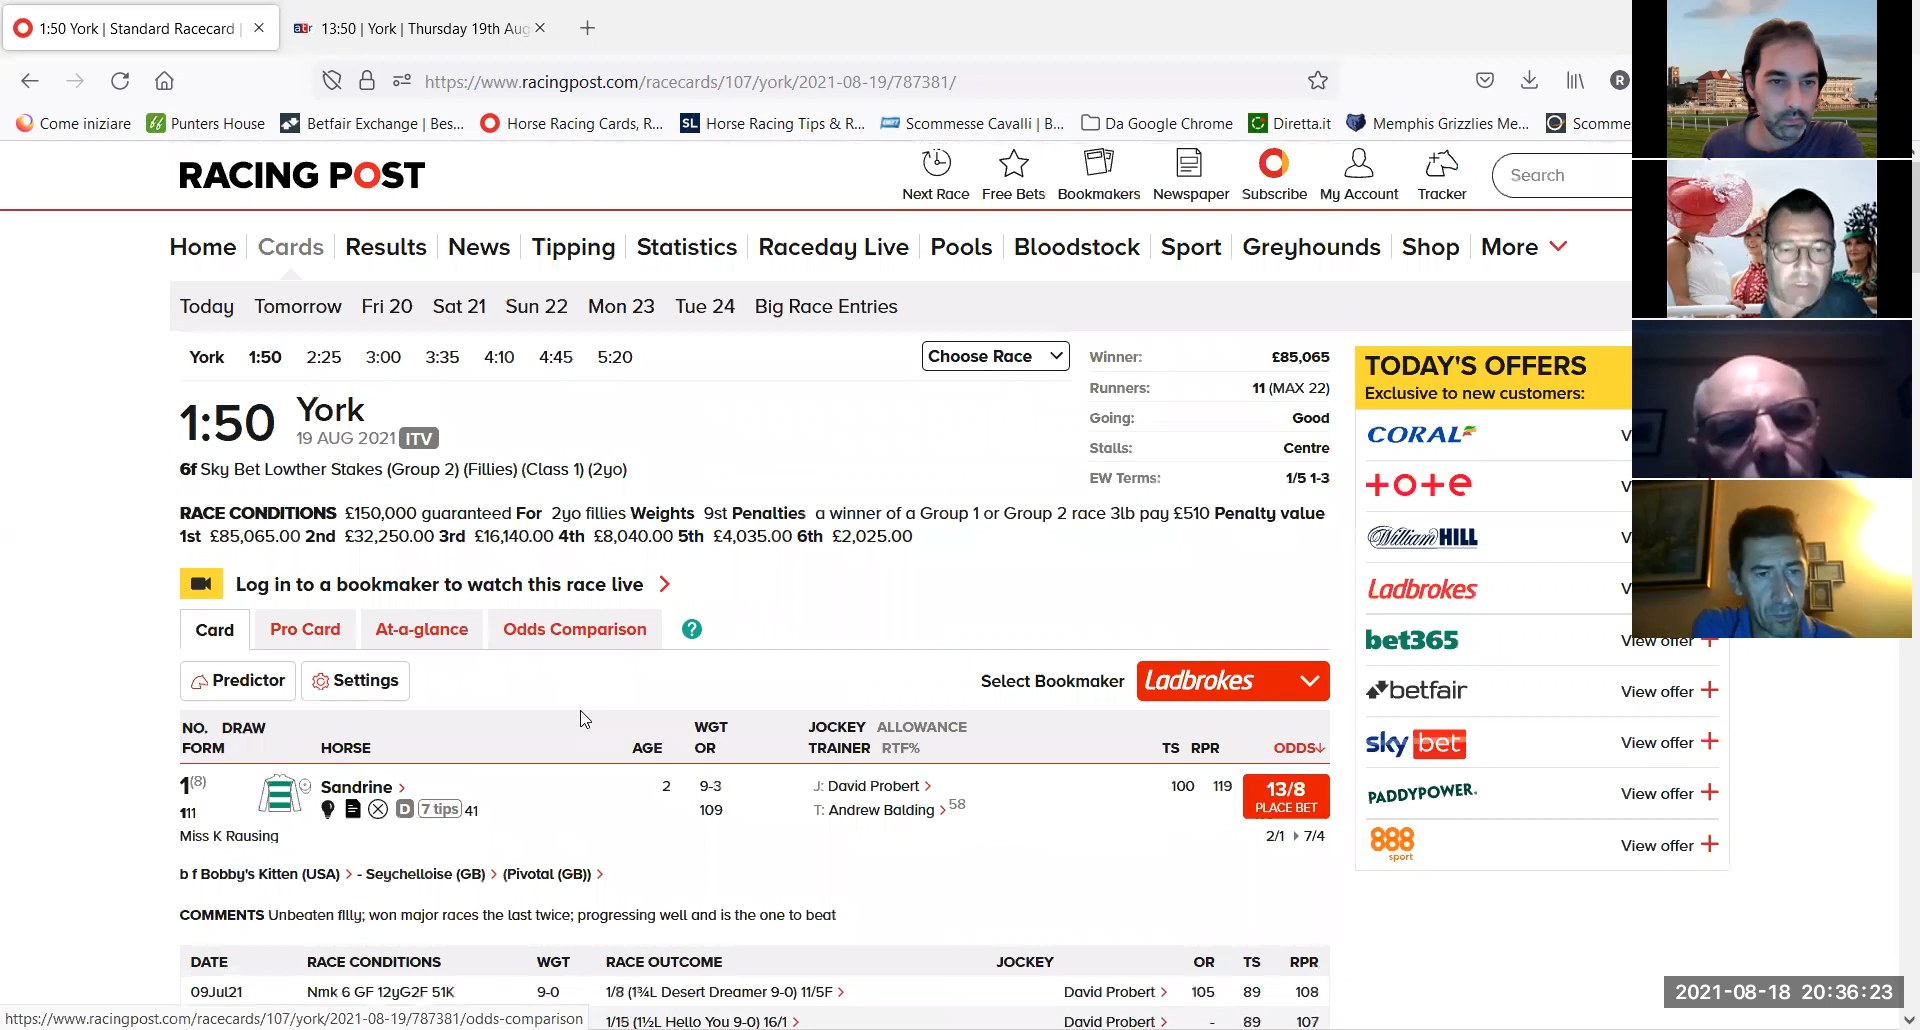 1:50 York | Standard Racecard |
atr 13:50 | York | Thursday 19th Aug
https://www.racingpost.com/racecards/107/york/2021-08-19/787381/
R
Come iniziare Punters House Betfair Exchange | Bes... Horse Racing Cards, R... SL Horse Racing Tips & R... Scommesse Cavalli | B... Da Google Chrome Diretta.it Memphis Grizzlies Me... Scomme
RACING POST
Next Race Free Bets Bookmakers Newspaper Subscribe My Account Tracker Search
Home Cards Results News Tipping Statistics Raceday Live Pools Bloodstock Sport Greyhounds Shop More
Today Tomorrow Fri 20 Sat 21 Sun 22 Mon 23 Tue 24 Big Race Entries
York 1:50 2:25 3:00 3:35 4:10 4:45 5:20 Choose Race
1:50 York
19 AUG 2021 ITV
6f Sky Bet Lowther Stakes (Group 2) (Fillies) (Class 1) (2yo)
Winner: £85,065
Runners: 11 (MAX 22)
Going: Good
Stalls: Centre
EW Terms: 1/5 1-3
RACE CONDITIONS £150,000 guaranteed For 2yo fillies Weights 9st Penalties a winner of a Group 1 or Group 2 race 3lb pay £510 Penalty value
1st £85,065.00 2nd £32,250.00 3rd £16,140.00 4th £8,040.00 5th £4,035.00 6th £2,025.00
Log in to a bookmaker to watch this race live
Card Pro Card At-a-glance Odds Comparison ?
Predictor Settings Select Bookmaker Ladbrokes
NO. DRAW WGT JOCKEY ALLOWANCE
FORM HORSE AGE OR TRAINER RTF% TS RPR ODDS
1(8) Sandrine 2 9-3 J: David Probert 100 119 13/8
PLACE BET
111 D 7 tips 41 109 T: Andrew Balding 58
Miss K Rausing 2/1 7/4
b f Bobby's Kitten (USA) - Seychelloise (GB) (Pivotal (GB))
COMMENTS Unbeaten filly; won major races the last twice; progressing well and is the one to beat
DATE RACE CONDITIONS WGT RACE OUTCOME JOCKEY OR TS RPR
09Jul21 Nmk 6 GF 12yG2F 51K 9-0 1/8 (1¾L Desert Dreamer 9-0) 11/5F David Probert 105 89 108
1/15 (1½L Hello You 9-0) 16/1 David Probert - 89 107
https://www.racingpost.com/racecards/107/york/2021-08-19/787381/odds-comparison
TODAY'S OFFERS
Exclusive to new customers:
CORAL V
tote V
William HILL V
Ladbrokes V
bet365 View offer
betfair View offer
sky bet View offer
PADDYPOWER. View offer
888 sport View offer
2021-08-18 20:36:23